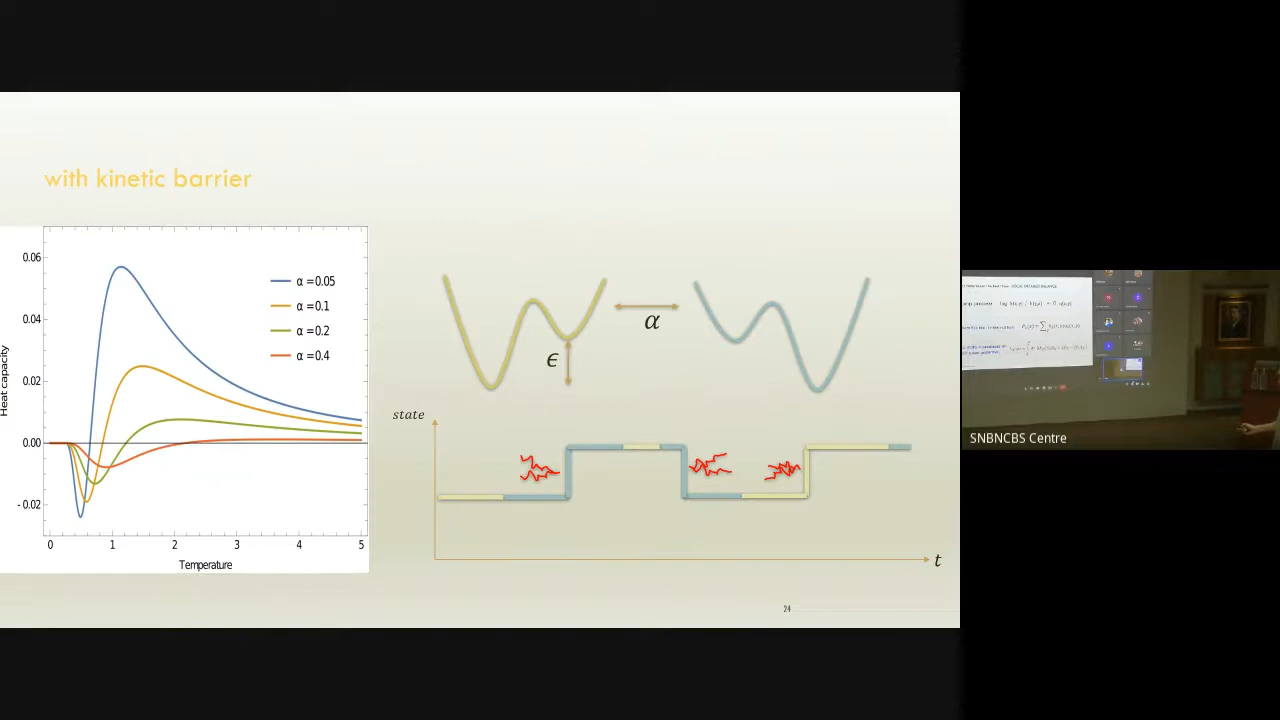 with kinetic barrier
0.06
0.04
0.02
0.00
-0.02
Heat capacity
α=0.05
α=0.1
α=0.2
α=0.4
0 1 2 3 4 5
Temperature
α
ϵ
state
t
24
SNBNCBS Centre